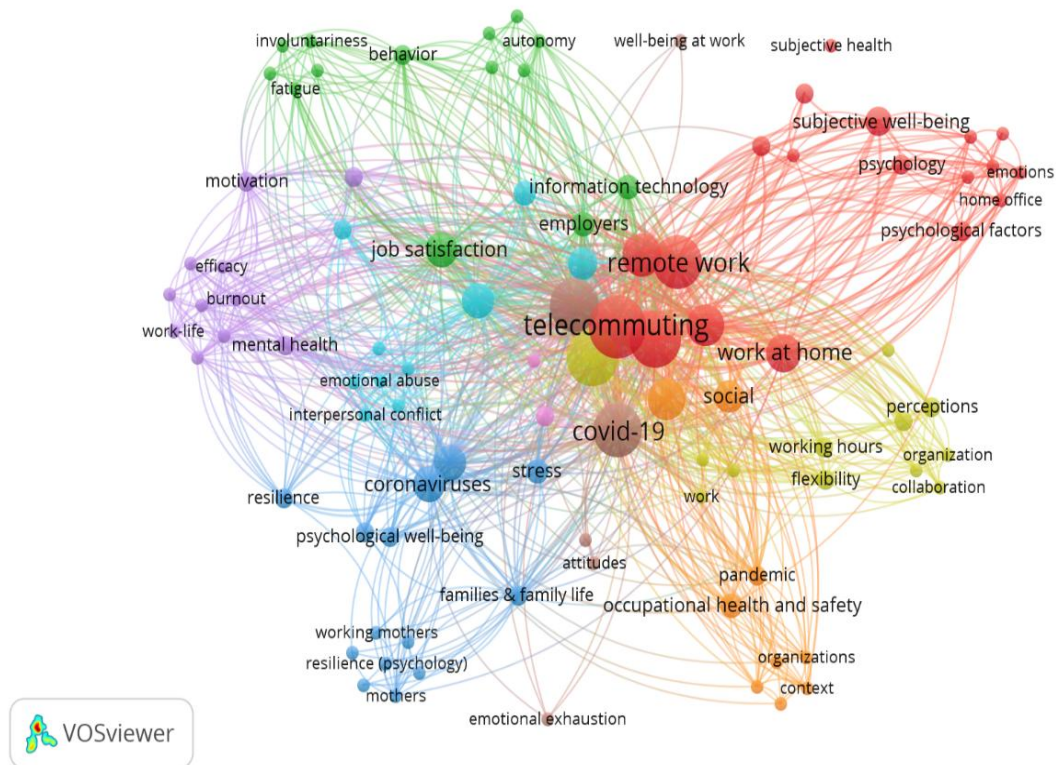 involuntariness
behavior
autonomy
well-being at work
subjective health
fatigue
subjective well-being
psychology
emotions
motivation
information technology
home office
employers
psychological factors
job satisfaction
remote work
efficacy
burnout
telecommuting
work-life
mental health
work at home
emotional abuse
social
interpersonal conflict
perceptions
covid-19
working hours
organization
stress
coronaviruses
flexibility
collaboration
resilience
work
psychological well-being
attitudes
pandemic
families & family life
occupational health and safety
working mothers
organizations
resilience (psychology)
context
mothers
emotional exhaustion
VOSviewer